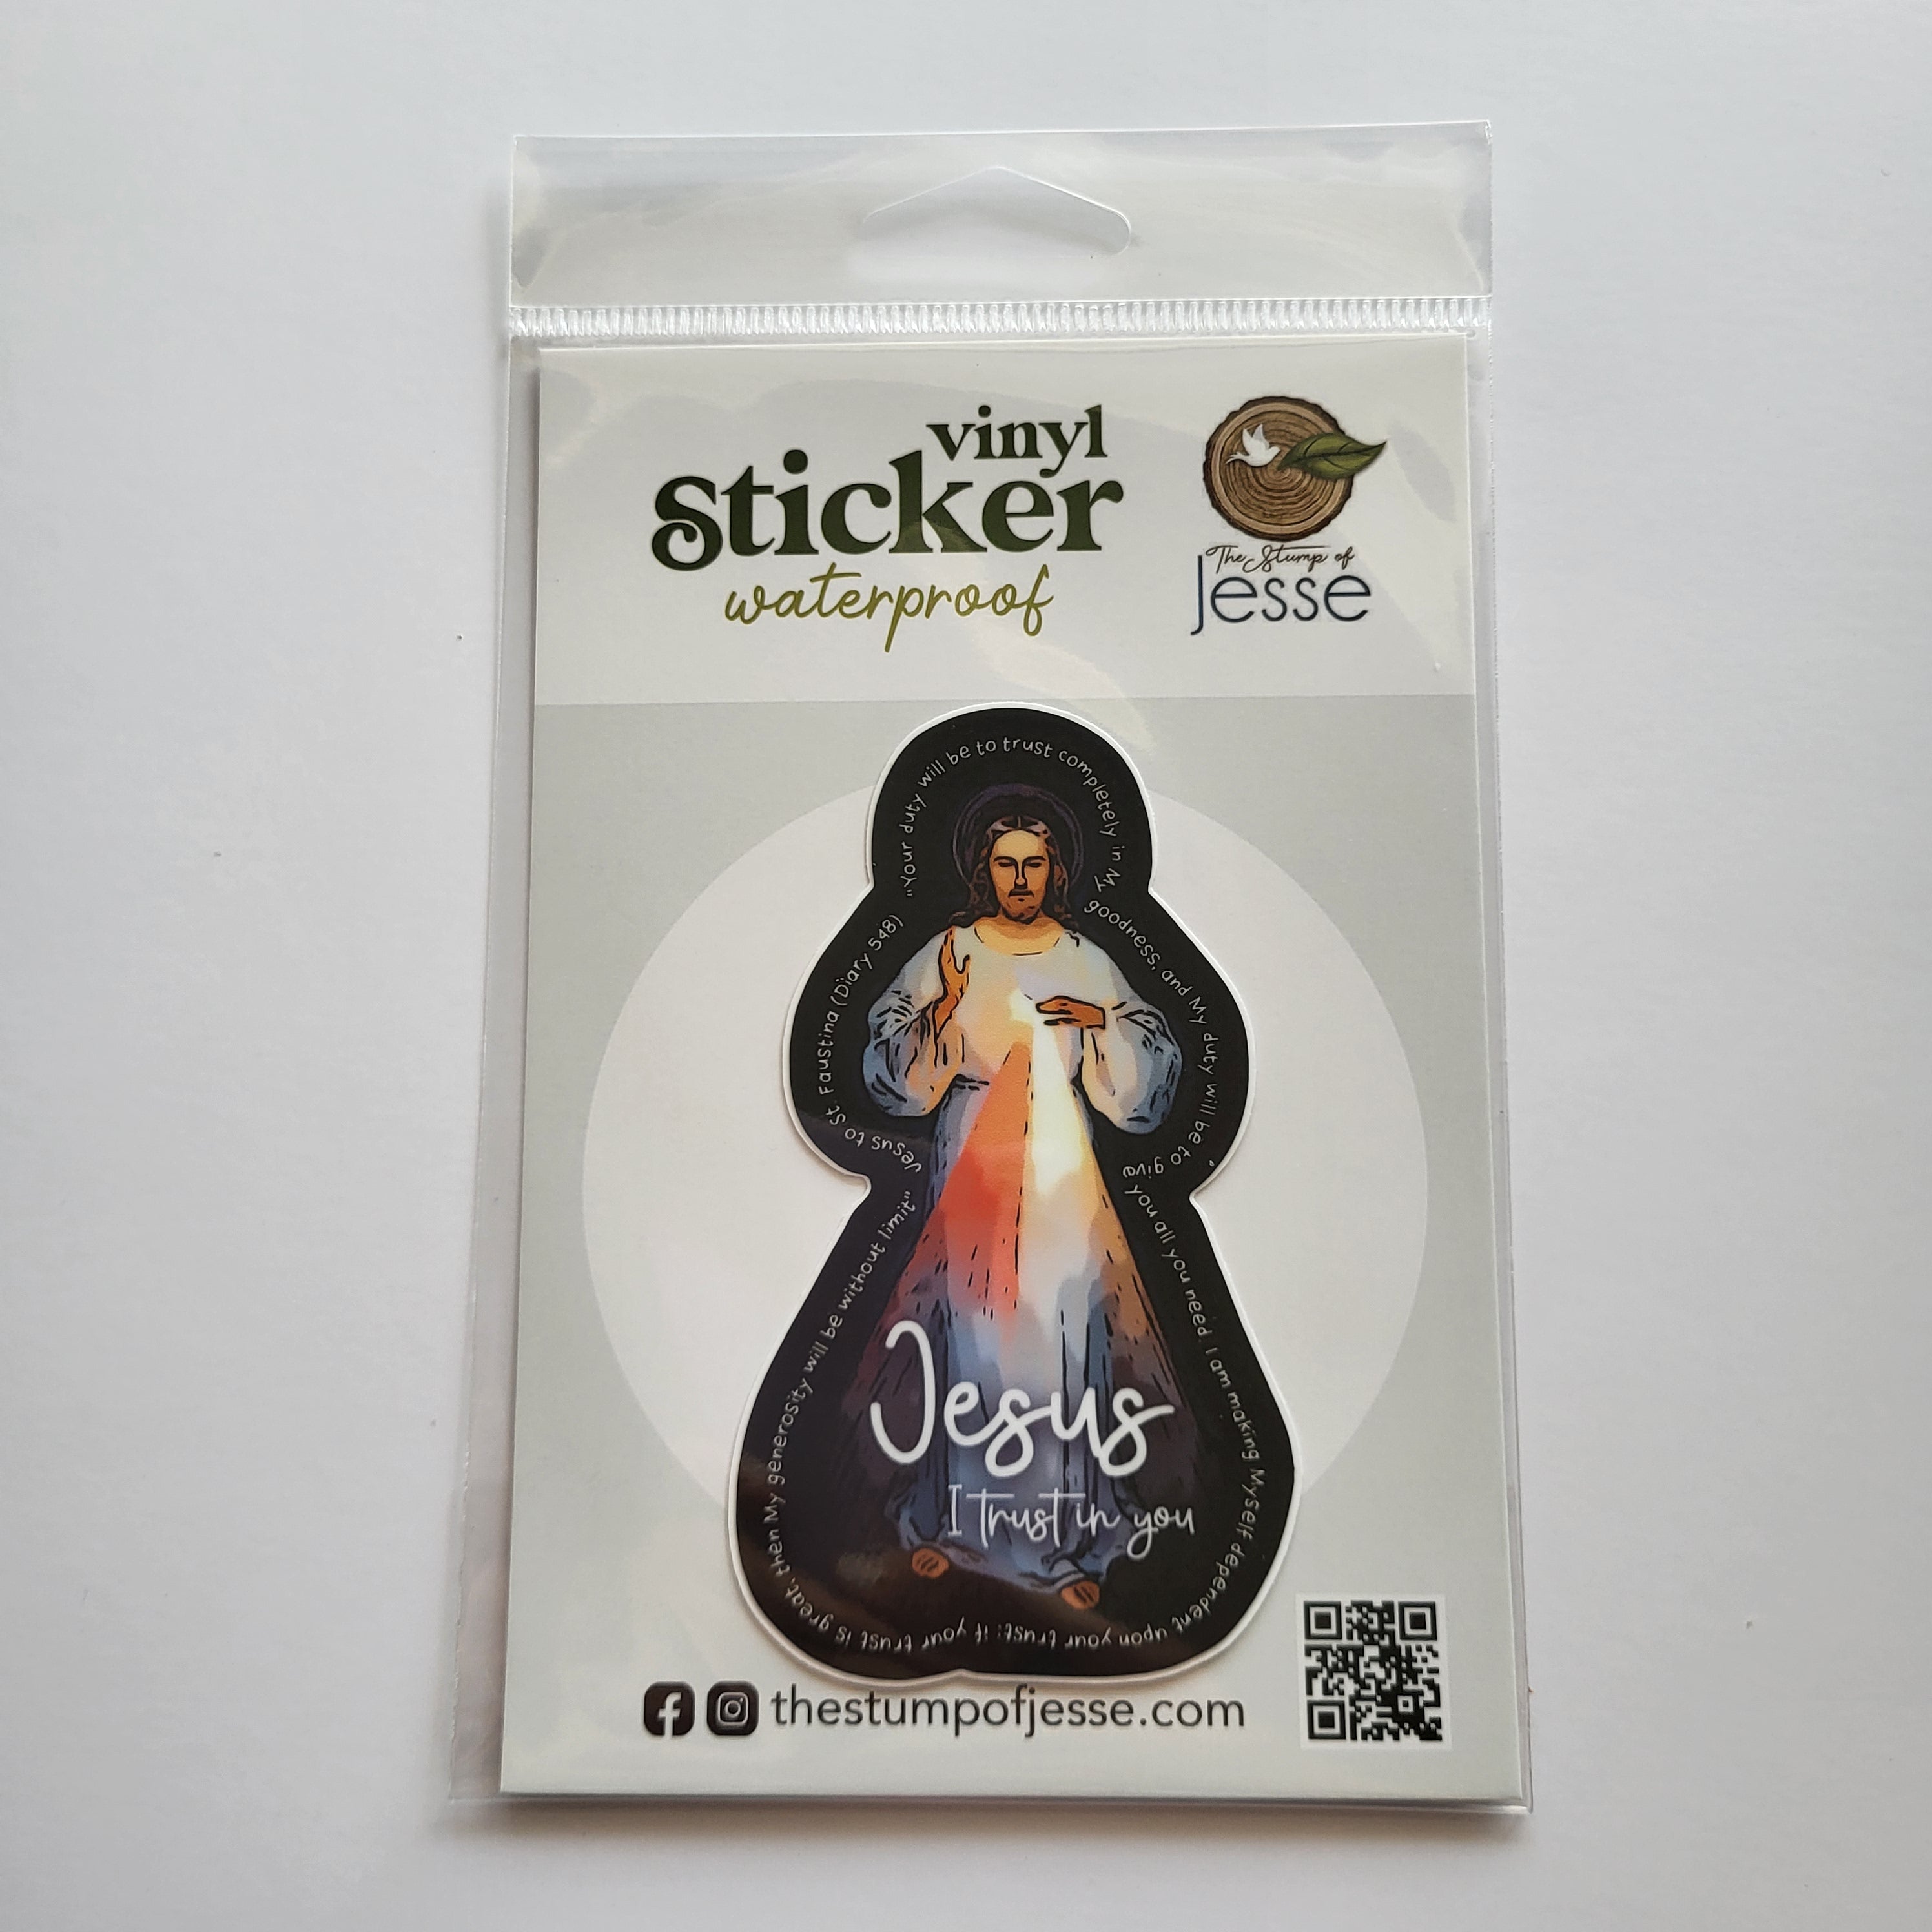 vinyl
sticker
waterproof
The Stump of
Jesse
"Your duty will be to trust completely in My goodness, and My duty will be to give you all you need. I am making Myself dependent upon your trust: if your trust is great, then My generosity will be without limit"
Jesus to St. Faustina (Diary 548)
Jesus
I trust in you
thestumpofjesse.com